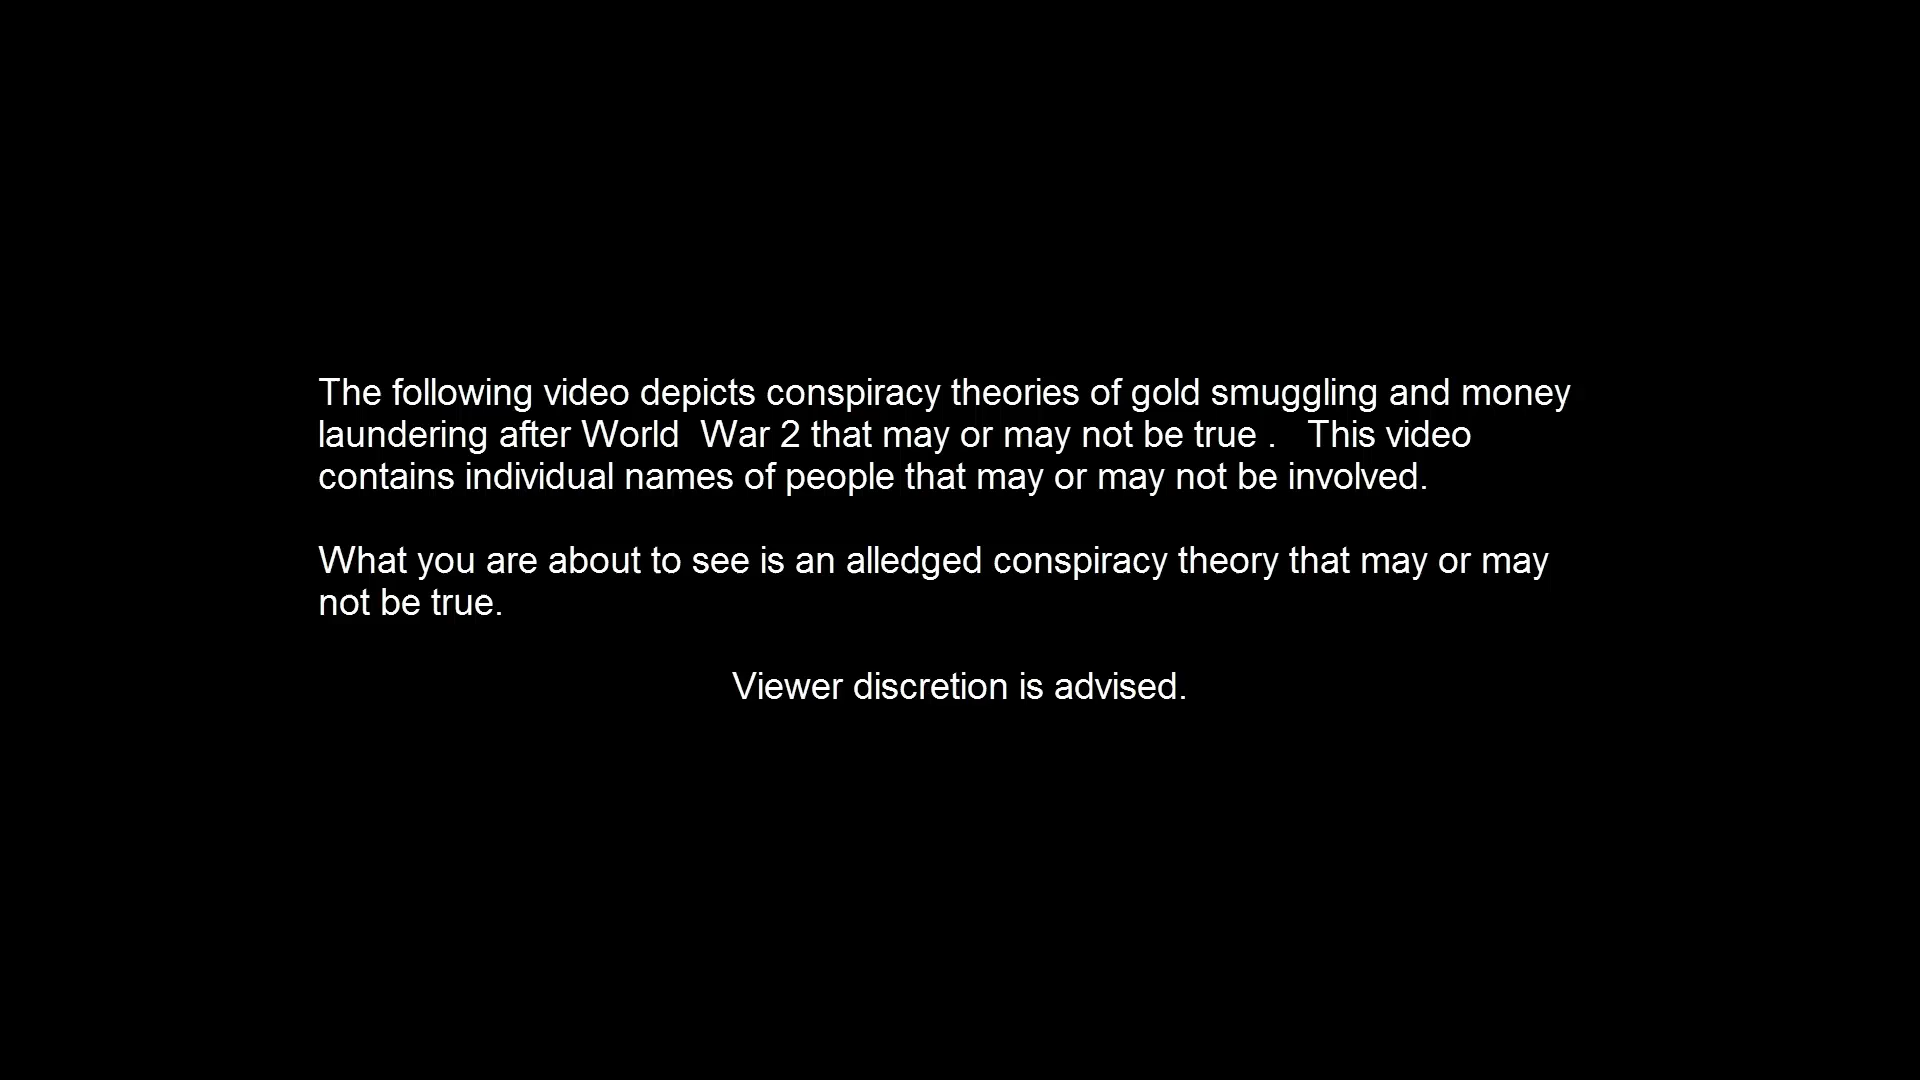 The following video depicts conspiracy theories of gold smuggling and money
laundering after World  War 2 that may or may not be true .   This video
contains individual names of people that may or may not be involved.
What you are about to see is an alledged conspiracy theory that may or may
not be true.
Viewer discretion is advised.